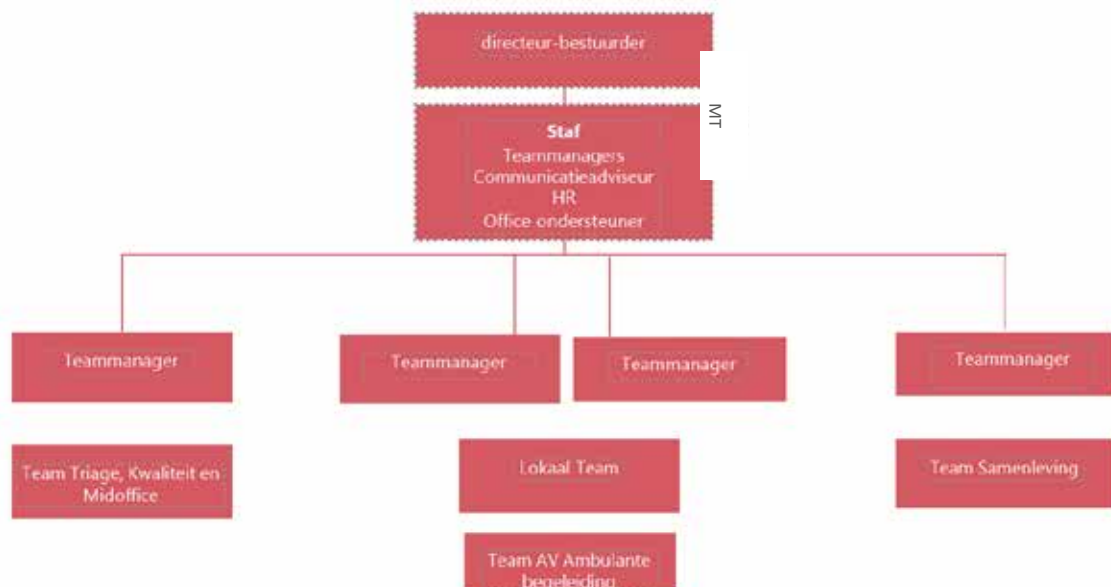 directeur-bestuurder
MT
Staf
Teammanagers
Communicatieadviseur
HR
Office ondersteuner
Teammanager
Teammanager
Teammanager
Teammanager
Team Triage, Kwaliteit en
Midoffice
Lokaal Team
Team Samenleving
Team AV Ambulante
begeleiding